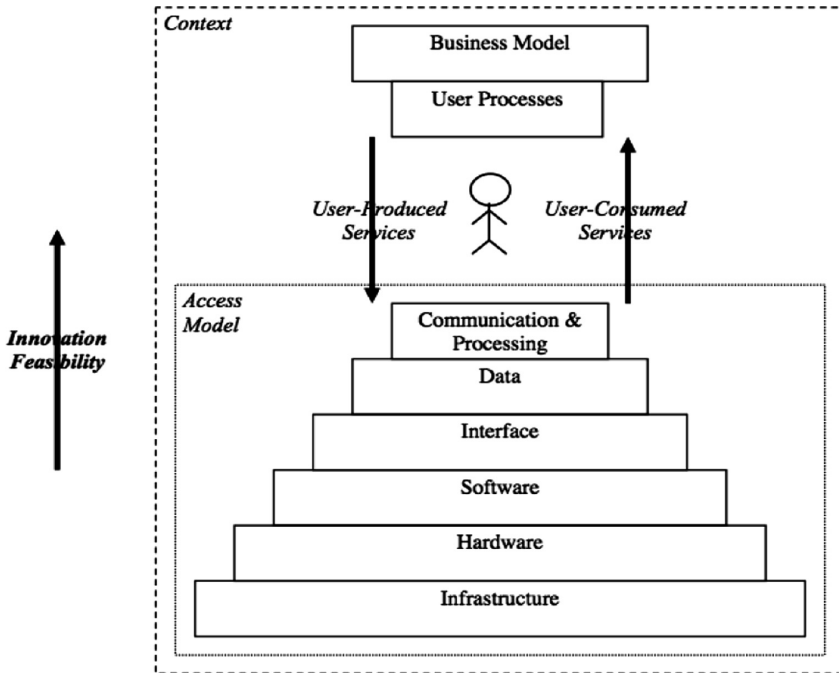 Context
Business Model
User Processes
User-Produced
Services
User-Consumed
Services
Innovation
Feasibility
Access
Model
Communication &
Processing
Data
Interface
Software
Hardware
Infrastructure